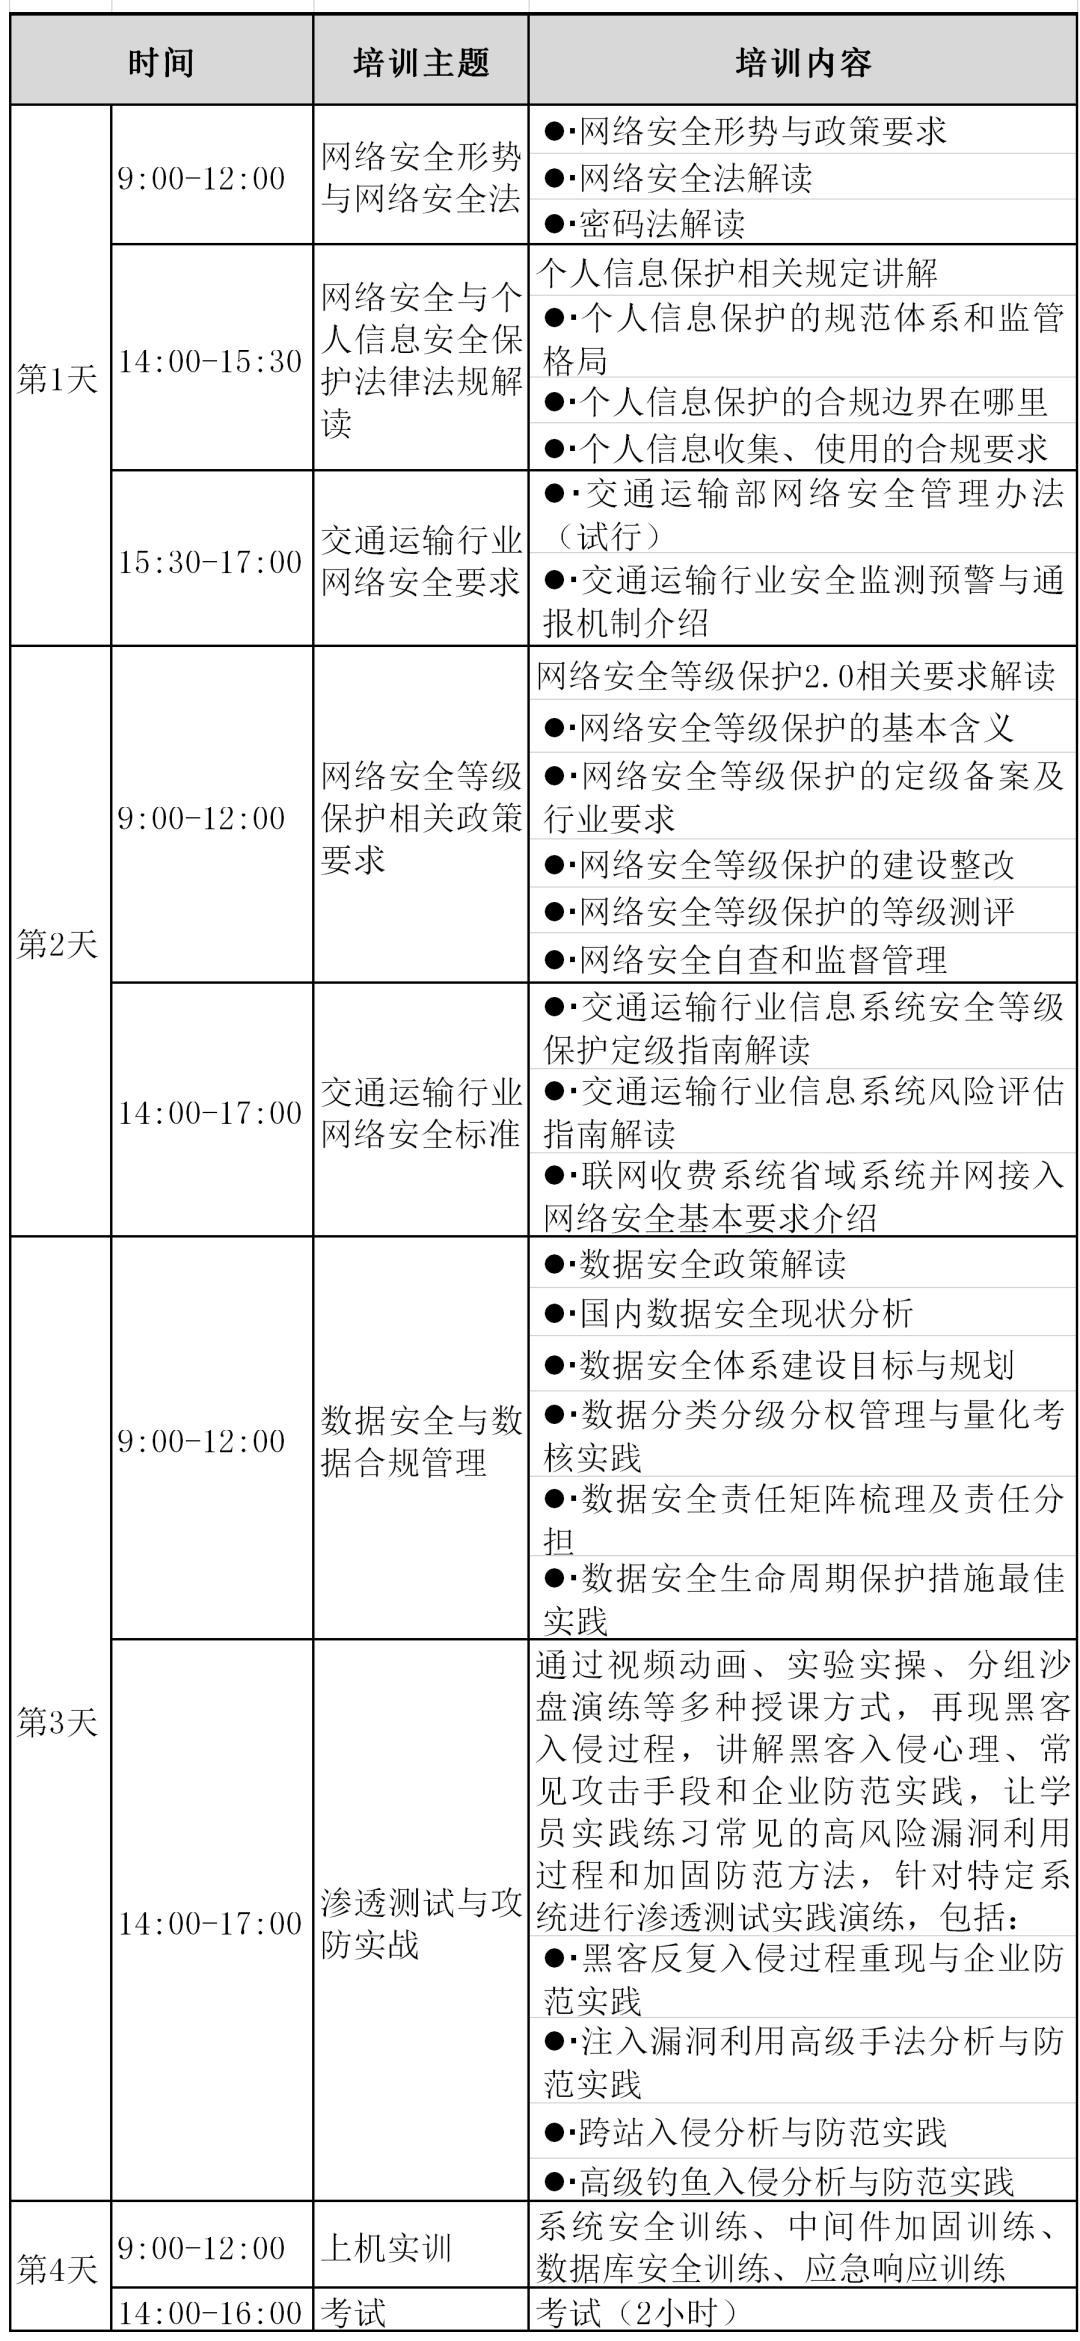 时间 培训主题 培训内容
第1天
9:00-12:00
网络安全形势
与网络安全法
●·网络安全形势与政策要求
●·网络安全法解读
●·密码法解读
14:00-15:30
网络安全与个
人信息安全保
护法律法规解
读
个人信息保护相关规定讲解
●·个人信息保护的规范体系和监管
格局
●·个人信息保护的合规边界在哪里
●·个人信息收集、使用的合规要求
15:30-17:00
交通运输行业
网络安全要求
●·交通运输部网络安全管理办法
（试行）
●·交通运输行业安全监测预警与通
报机制介绍
第2天
9:00-12:00
网络安全等级
保护相关政策
要求
网络安全等级保护2.0相关要求解读
●·网络安全等级保护的基本含义
●·网络安全等级保护的定级备案及
行业要求
●·网络安全等级保护的建设整改
●·网络安全等级保护的等级测评
●·网络安全自查和监督管理
14:00-17:00
交通运输行业
网络安全标准
●·交通运输行业信息系统安全等级
保护定级指南解读
●·交通运输行业信息系统风险评估
指南解读
●·联网收费系统省域系统并网接入
网络安全基本要求介绍
第3天
9:00-12:00
数据安全与数
据合规管理
●·数据安全政策解读
●·国内数据安全现状分析
●·数据安全体系建设目标与规划
●·数据分类分级分权管理与量化考
核实践
●·数据安全责任矩阵梳理及责任分
担
●·数据安全生命周期保护措施最佳
实践
14:00-17:00
渗透测试与攻
防实战
通过视频动画、实验实操、分组沙
盘演练等多种授课方式，再现黑客
入侵过程，讲解黑客入侵心理、常
见攻击手段和企业防范实践，让学
员实践练习常见的高风险漏洞利用
过程和加固防范方法，针对特定系
统进行渗透测试实践演练，包括：
●·黑客反复入侵过程重现与企业防
范实践
●·注入漏洞利用高级手法分析与防
范实践
●·跨站入侵分析与防范实践
●·高级钓鱼入侵分析与防范实践
第4天
9:00-12:00
上机实训
系统安全训练、中间件加固训练、
数据库安全训练、应急响应训练
14:00-16:00
考试
考试（2小时）